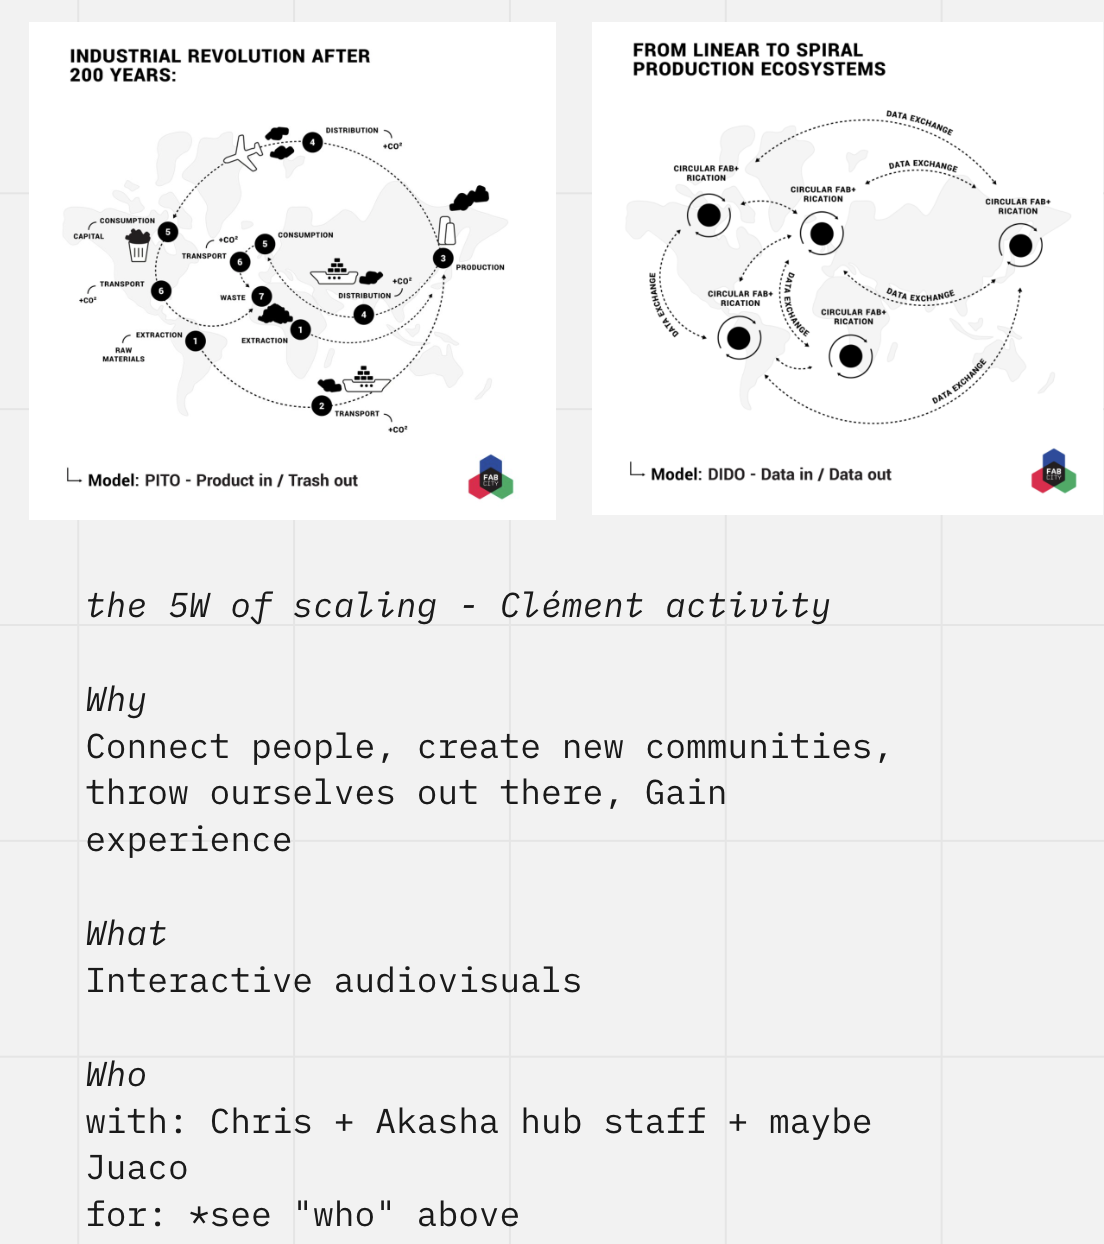 INDUSTRIAL REVOLUTION AFTER
200 YEARS:
4
DISTRIBUTION
+CO²
CONSUMPTION
CAPITAL
5
+CO²
TRANSPORT
6
5
CONSUMPTION
3
PRODUCTION
TRANSPORT
+CO²
6
WASTE
7
+CO²
DISTRIBUTION
4
EXTRACTION
RAW
MATERIALS
1
EXTRACTION
1
2
TRANSPORT
+CO²
Model: PITO - Product in / Trash out
FAB
CITY
FROM LINEAR TO SPIRAL
PRODUCTION ECOSYSTEMS
DATA EXCHANGE
DATA EXCHANGE
CIRCULAR FAB+
RICATION
CIRCULAR FAB+
RICATION
CIRCULAR FAB+
RICATION
DATA EXCHANGE
CIRCULAR FAB+
RICATION
DATA EXCHANGE
DATA EXCHANGE
CIRCULAR FAB+
RICATION
DATA EXCHANGE
Model: DIDO - Data in / Data out
FAB
CITY
the 5W of scaling - Clément activity
Why
Connect people, create new communities,
throw ourselves out there, Gain
experience
What
Interactive audiovisuals
Who
with: Chris + Akasha hub staff + maybe
Juaco
for: *see "who" above